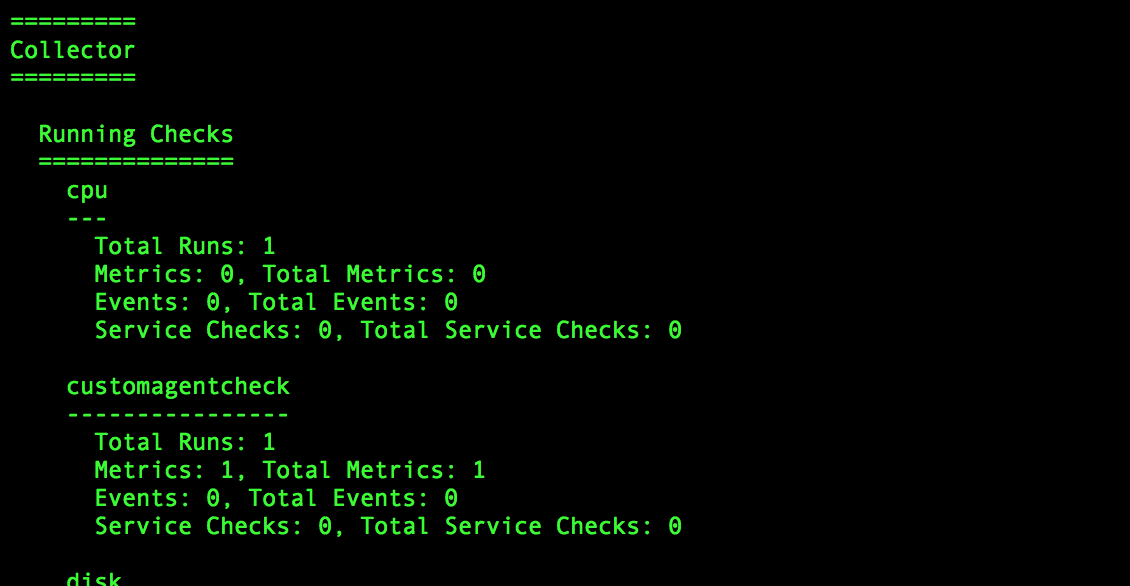 =========
Collector
=========
Running Checks
==============
cpu
---
Total Runs: 1
Metrics: 0, Total Metrics: 0
Events: 0, Total Events: 0
Service Checks: 0, Total Service Checks: 0
customagentcheck
----------------
Total Runs: 1
Metrics: 1, Total Metrics: 1
Events: 0, Total Events: 0
Service Checks: 0, Total Service Checks: 0
disk